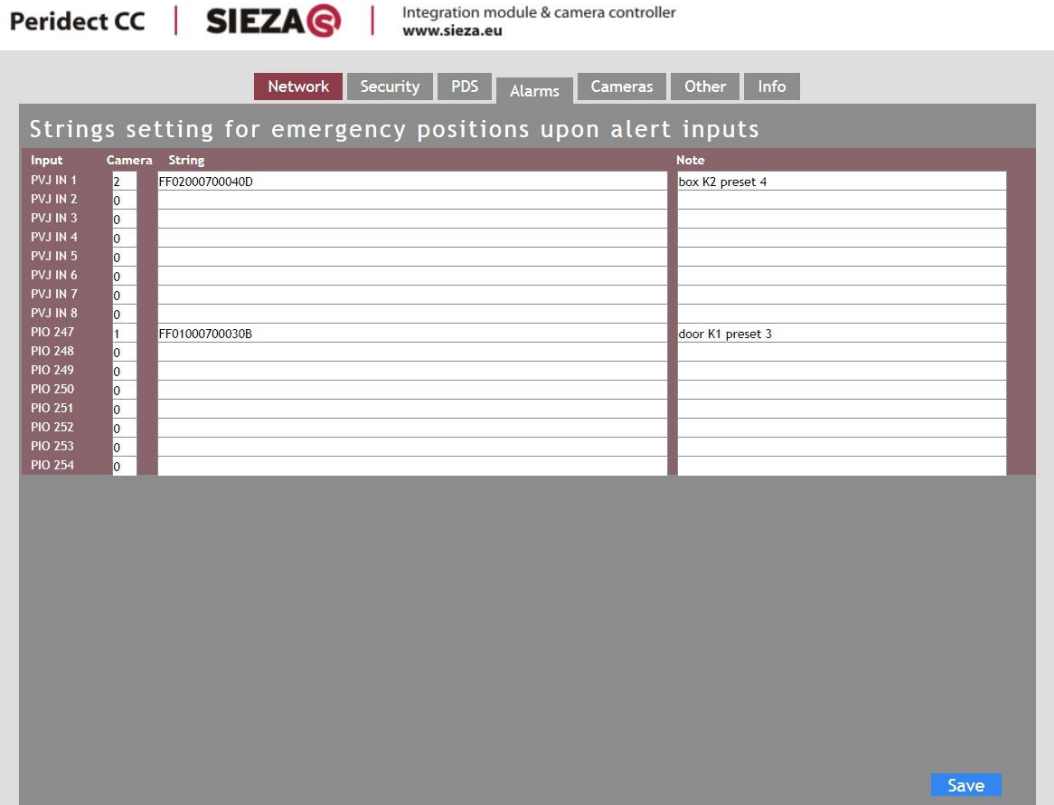 Peridect CC | SIEZA | Integration module & camera controller
www.sieza.eu
Network Security PDS Alarms Cameras Other Info
Strings setting for emergency positions upon alert inputs
Input Camera String Note
PVJ IN 1 2 FF02000700040D box K2 preset 4
PVJ IN 2 0
PVJ IN 3 0
PVJ IN 4 0
PVJ IN 5 0
PVJ IN 6 0
PVJ IN 7 0
PVJ IN 8 0
PIO 247 1 FF01000700030B door K1 preset 3
PIO 248 0
PIO 249 0
PIO 250 0
PIO 251 0
PIO 252 0
PIO 253 0
PIO 254 0
Save